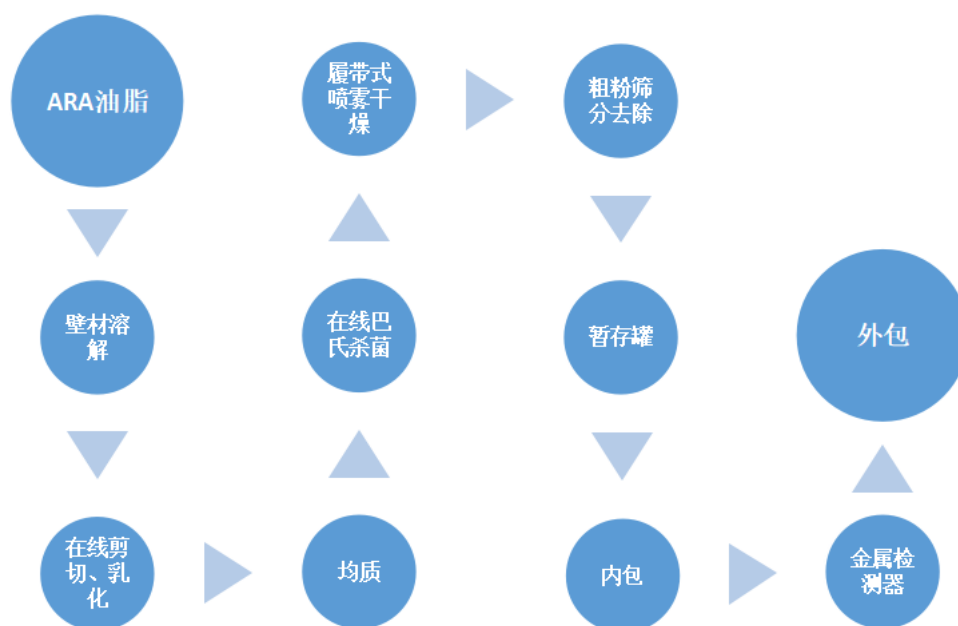 ARA油脂
壁材溶
解
在线剪
切、乳
化
均质
在线巴
氏杀菌
履带式
喷雾干
燥
粗粉筛
分去除
暂存罐
内包
金属检
测器
外包